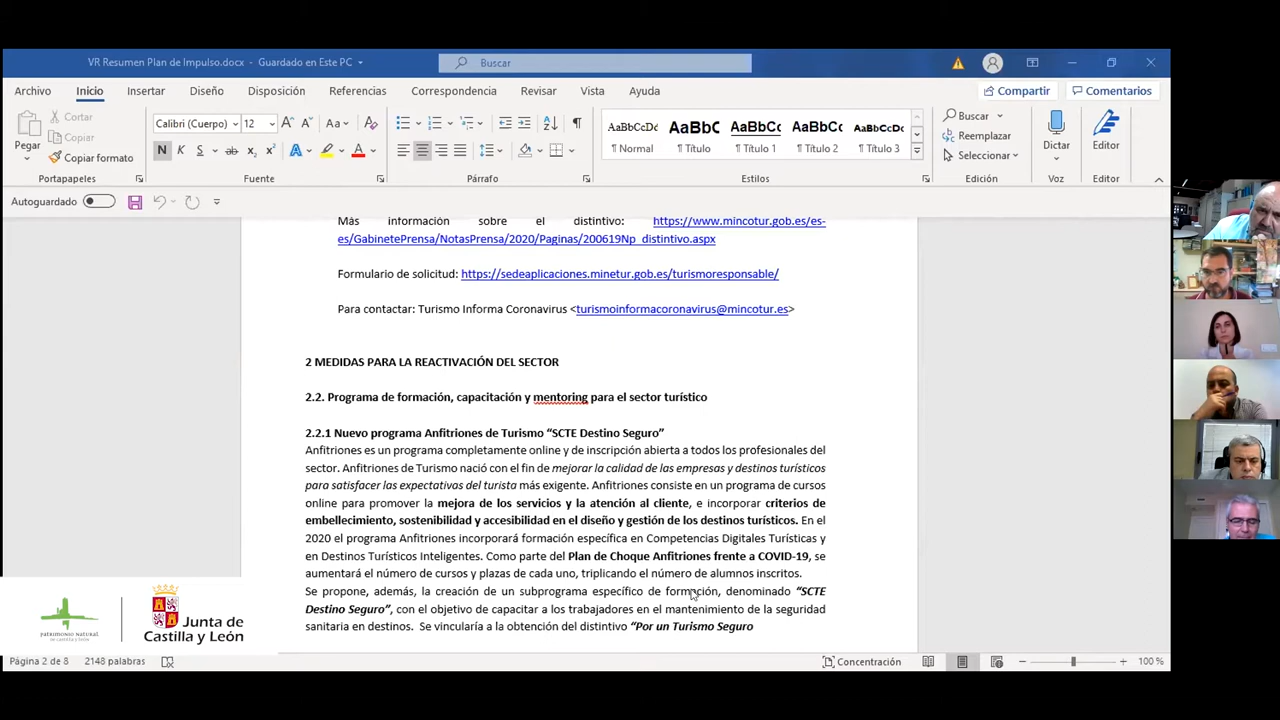 VR Resumen Plan de Impulso.docx - Guardado en Este PC
Buscar
Archivo Inicio Insertar Diseño Disposición Referencias Correspondencia Revisar Vista Ayuda Compartir Comentarios
Pegar
Cortar
Copiar
Copiar formato
Portapapeles
Calibri (Cuerpo) 12
N K S
Fuente
Párrafo
AaBbCcDc AaBbC AaBbCc AaBbCc AaBbCcDc
¶ Normal ¶ Título ¶ Título 1 ¶ Título 2 ¶ Título 3
Estilos
Buscar
Reemplazar
Seleccionar
Edición
Dictar
Voz
Editor
Editor
Autoguardado
Más información sobre el distintivo: https://www.mincotur.gob.es/es-
es/GabinetePrensa/NotasPrensa/2020/Paginas/200619Np_distintivo.aspx
Formulario de solicitud: https://sedeaplicaciones.minetur.gob.es/turismoresponsable/
Para contactar: Turismo Informa Coronavirus <turismoinformacoronavirus@mincotur.es>
2 MEDIDAS PARA LA REACTIVACIÓN DEL SECTOR
2.2. Programa de formación, capacitación y mentoring para el sector turístico
2.2.1 Nuevo programa Anfitriones de Turismo “SCTE Destino Seguro”
Anfitriones es un programa completamente online y de inscripción abierta a todos los profesionales del
sector. Anfitriones de Turismo nació con el fin de mejorar la calidad de las empresas y destinos turísticos
para satisfacer las expectativas del turista más exigente. Anfitriones consiste en un programa de cursos
online para promover la mejora de los servicios y la atención al cliente, e incorporar criterios de
embellecimiento, sostenibilidad y accesibilidad en el diseño y gestión de los destinos turísticos. En el
2020 el programa Anfitriones incorporará formación específica en Competencias Digitales Turísticas y
en Destinos Turísticos Inteligentes. Como parte del Plan de Choque Anfitriones frente a COVID-19, se
aumentará el número de cursos y plazas de cada uno, triplicando el número de alumnos inscritos.
Se propone, además, la creación de un subprograma específico de formación, denominado “SCTE
Destino Seguro”, con el objetivo de capacitar a los trabajadores en el mantenimiento de la seguridad
sanitaria en destinos. Se vincularía a la obtención del distintivo “Por un Turismo Seguro
PATRIMONIO NATURAL
de castilla y león
Junta de
Castilla y León
Página 2 de 8 2148 palabras Concentración 100 %